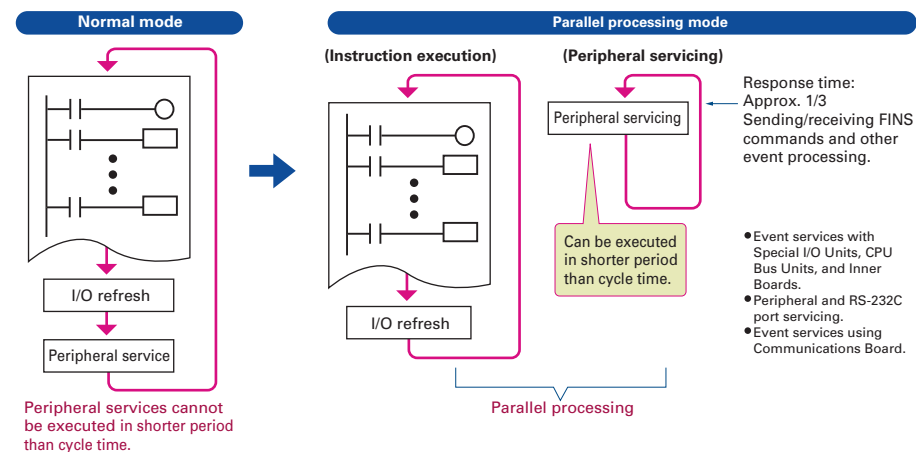 Normal mode
Parallel processing mode
(Instruction execution)
(Peripheral servicing)
I/O refresh
Peripheral service
Peripheral services cannot
be executed in shorter period
than cycle time.
I/O refresh
Peripheral servicing
Can be executed
in shorter period
than cycle time.
Parallel processing
Response time:
Approx. 1/3
Sending/receiving FINS
commands and other
event processing.
● Event services with
Special I/O Units, CPU
Bus Units, and Inner
Boards.
● Peripheral and RS-232C
port servicing.
● Event services using
Communications Board.